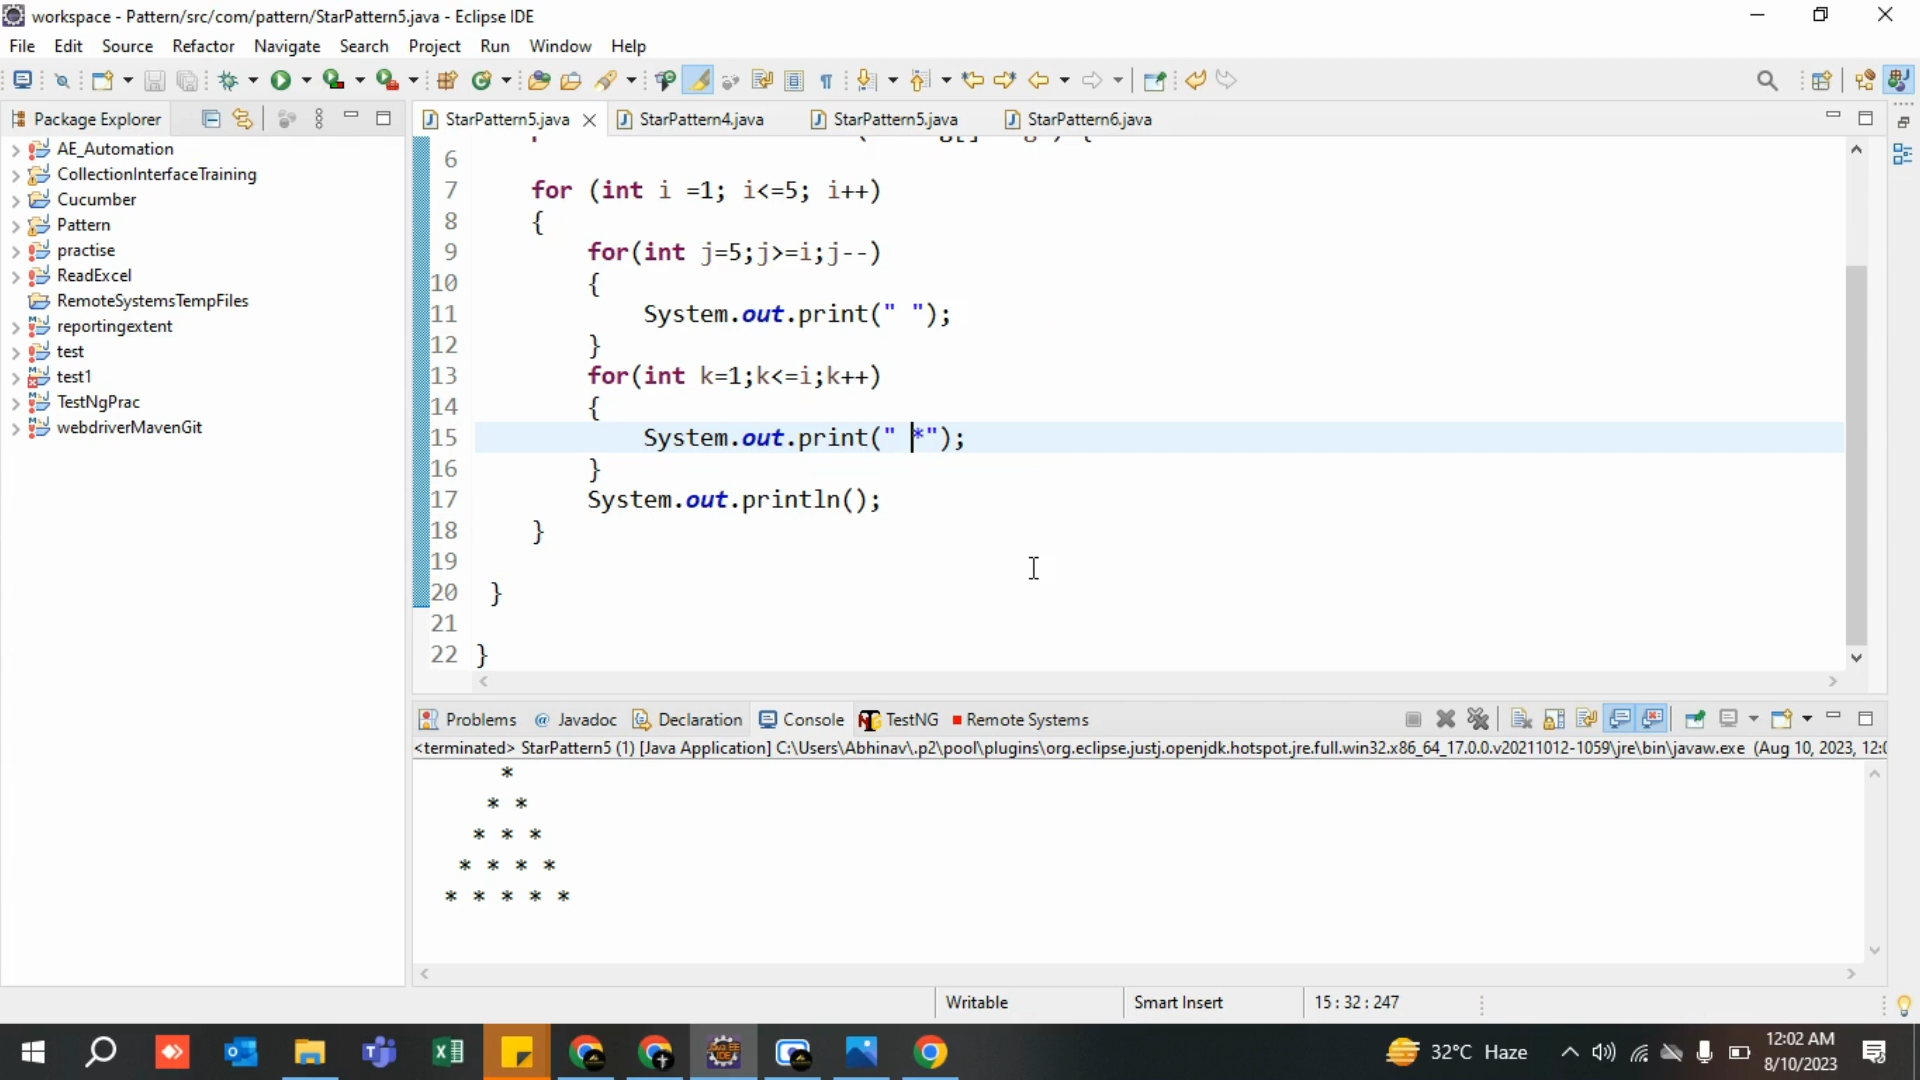 workspace - Pattern/src/com/pattern/StarPattern5.java - Eclipse IDE
File Edit Source Refactor Navigate Search Project Run Window Help
Package Explorer
AE_Automation
CollectionInterfaceTraining
Cucumber
Pattern
practise
ReadExcel
RemoteSystemsTempFiles
reportingextent
test
test1
TestNgPrac
webdriverMavenGit
StarPattern5.java StarPattern4.java StarPattern5.java StarPattern6.java
6
7 for (int i =1; i<=5; i++)
8 {
9 for(int j=5;j>=i;j--)
10 {
11 System.out.print(" ");
12 }
13 for(int k=1;k<=i;k++)
14 {
15 System.out.print(" *");
16 }
17 System.out.println();
18 }
19
20 }
21
22 }
Problems @ Javadoc Declaration Console TestNG Remote Systems
<terminated> StarPattern5 (1) [Java Application] C:\Users\Abhinav\.p2\pool\plugins\org.eclipse.justj.openjdk.hotspot.jre.full.win32.x86_64_17.0.0.v20211012-1059\jre\bin\javaw.exe (Aug 10, 2023, 12:0
*
* *
* * *
* * * *
* * * * *
Writable Smart Insert 15 : 32 : 247
32°C Haze
12:02 AM
8/10/2023